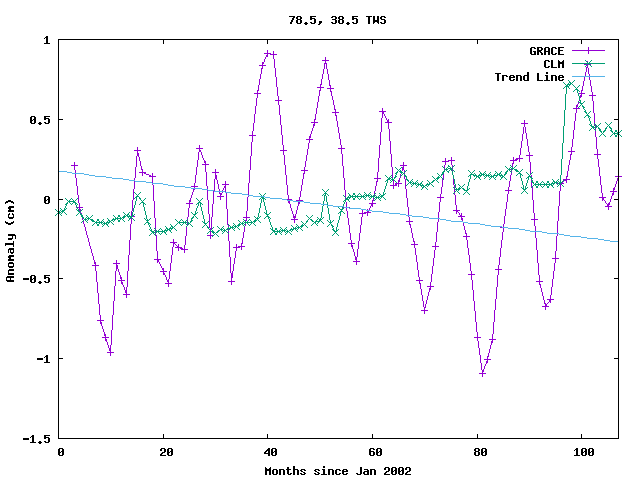 78.5, 38.5 TWS
GRACE
CLM
Trend Line
1
0.5
0
-0.5
-1
-1.5
Anomaly (cm)
0 20 40 60 80 100
Months since Jan 2002